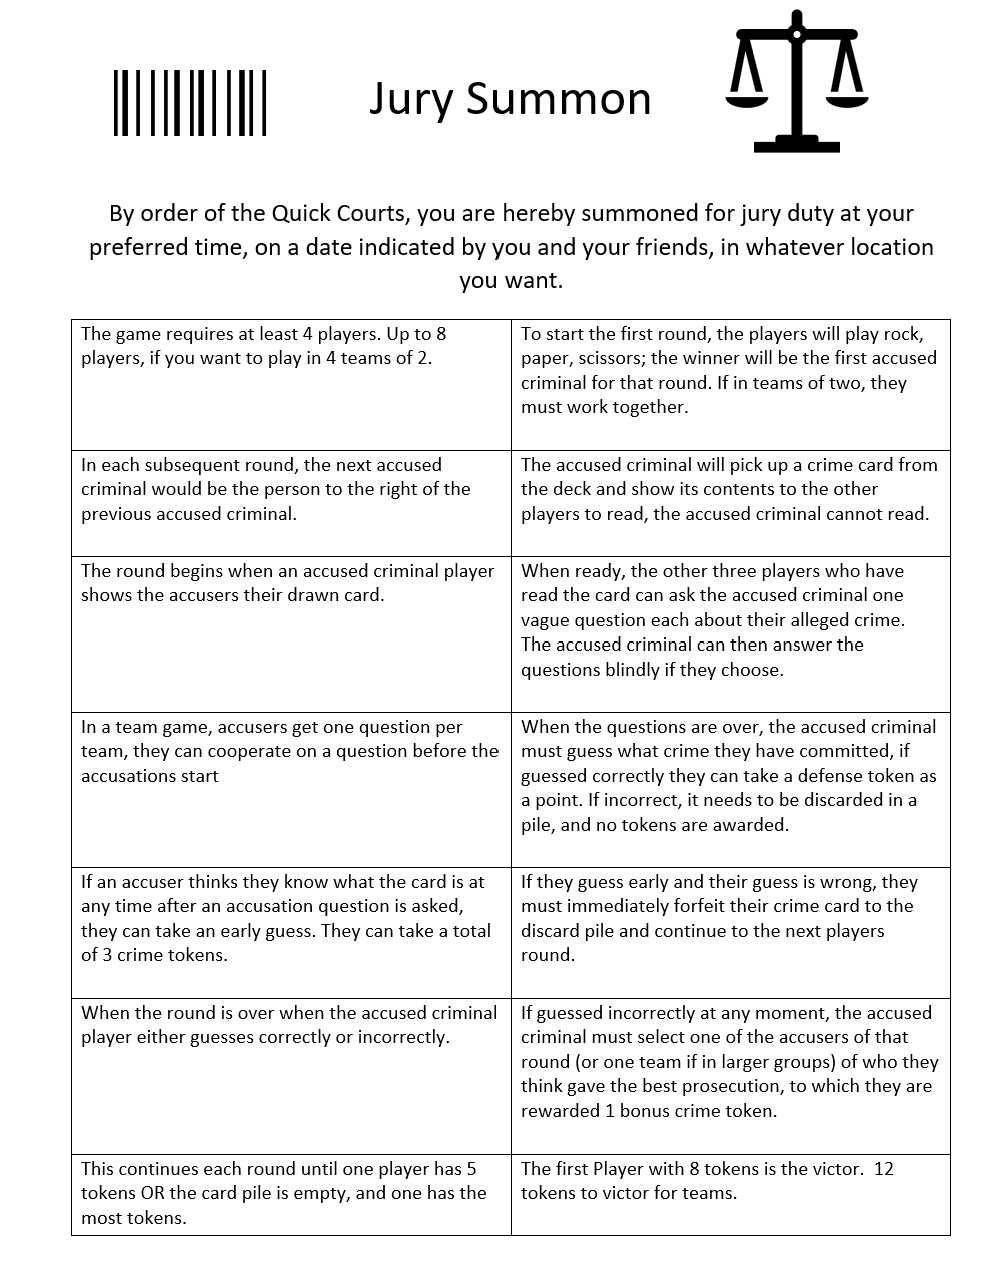 Jury Summon
By order of the Quick Courts, you are hereby summoned for jury duty at your
preferred time, on a date indicated by you and your friends, in whatever location
you want.
The game requires at least 4 players. Up to 8
players, if you want to play in 4 teams of 2.
To start the first round, the players will play rock,
paper, scissors; the winner will be the first accused
criminal for that round. If in teams of two, they
must work together.
In each subsequent round, the next accused
criminal would be the person to the right of the
previous accused criminal.
The accused criminal will pick up a crime card from
the deck and show its contents to the other
players to read, the accused criminal cannot read.
The round begins when an accused criminal player
shows the accusers their drawn card.
When ready, the other three players who have
read the card can ask the accused criminal one
vague question each about their alleged crime.
The accused criminal can then answer the
questions blindly if they choose.
In a team game, accusers get one question per
team, they can cooperate on a question before the
accusations start
When the questions are over, the accused criminal
must guess what crime they have committed, if
guessed correctly they can take a defense token as
a point. If incorrect, it needs to be discarded in a
pile, and no tokens are awarded.
If an accuser thinks they know what the card is at
any time after an accusation question is asked,
they can take an early guess. They can take a total
of 3 crime tokens.
If they guess early and their guess is wrong, they
must immediately forfeit their crime card to the
discard pile and continue to the next players
round.
When the round is over when the accused criminal
player either guesses correctly or incorrectly.
If guessed incorrectly at any moment, the accused
criminal must select one of the accusers of that
round (or one team if in larger groups) of who they
think gave the best prosecution, to which they are
rewarded 1 bonus crime token.
This continues each round until one player has 5
tokens OR the card pile is empty, and one has the
most tokens.
The first Player with 8 tokens is the victor.  12
tokens to victor for teams.